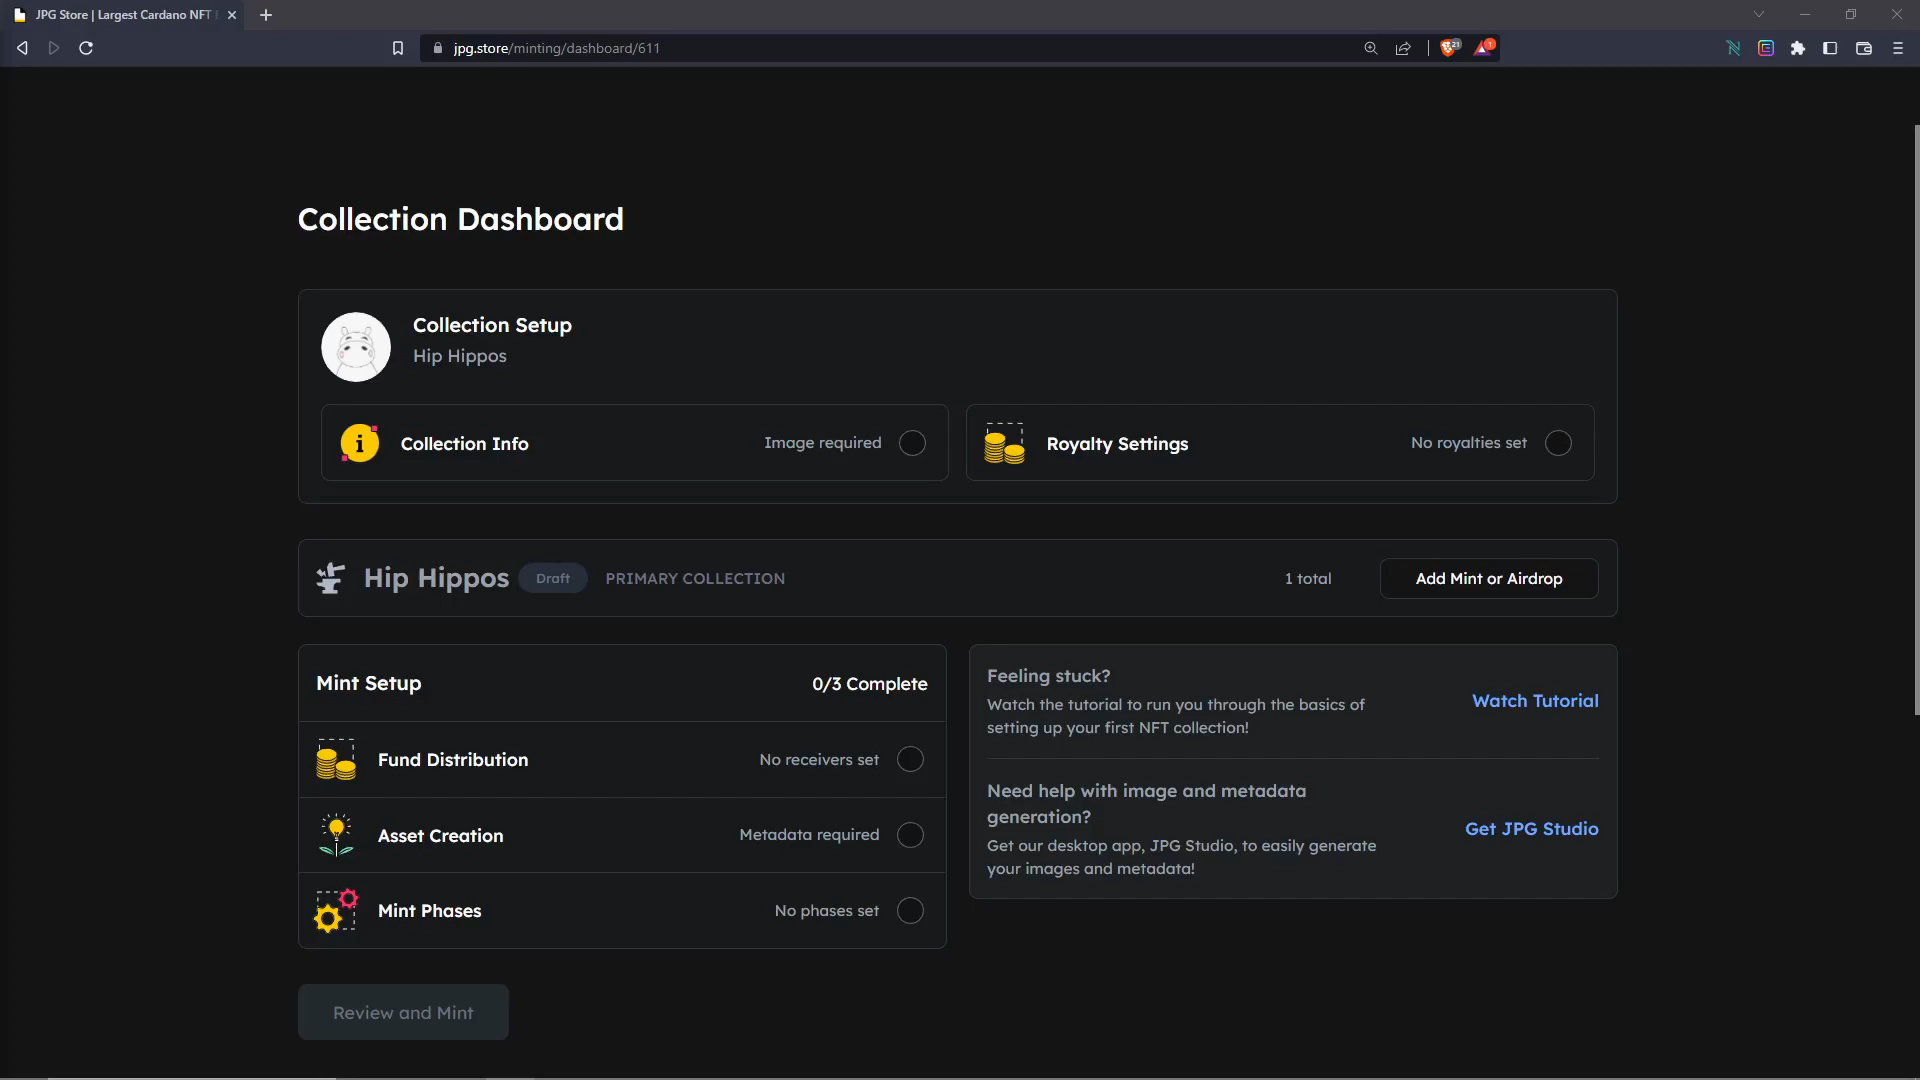 JPG Store | Largest Cardano NFT
jpg.store/minting/dashboard/611
21
1
Collection Dashboard
Collection Setup
Hip Hippos
Collection Info
Image required
Royalty Settings
No royalties set
Hip Hippos
Draft
PRIMARY COLLECTION
1 total
Add Mint or Airdrop
Mint Setup
0/3 Complete
Fund Distribution
No receivers set
Asset Creation
Metadata required
Mint Phases
No phases set
Feeling stuck?
Watch the tutorial to run you through the basics of
setting up your first NFT collection!
Watch Tutorial
Need help with image and metadata
generation?
Get our desktop app, JPG Studio, to easily generate
your images and metadata!
Get JPG Studio
Review and Mint